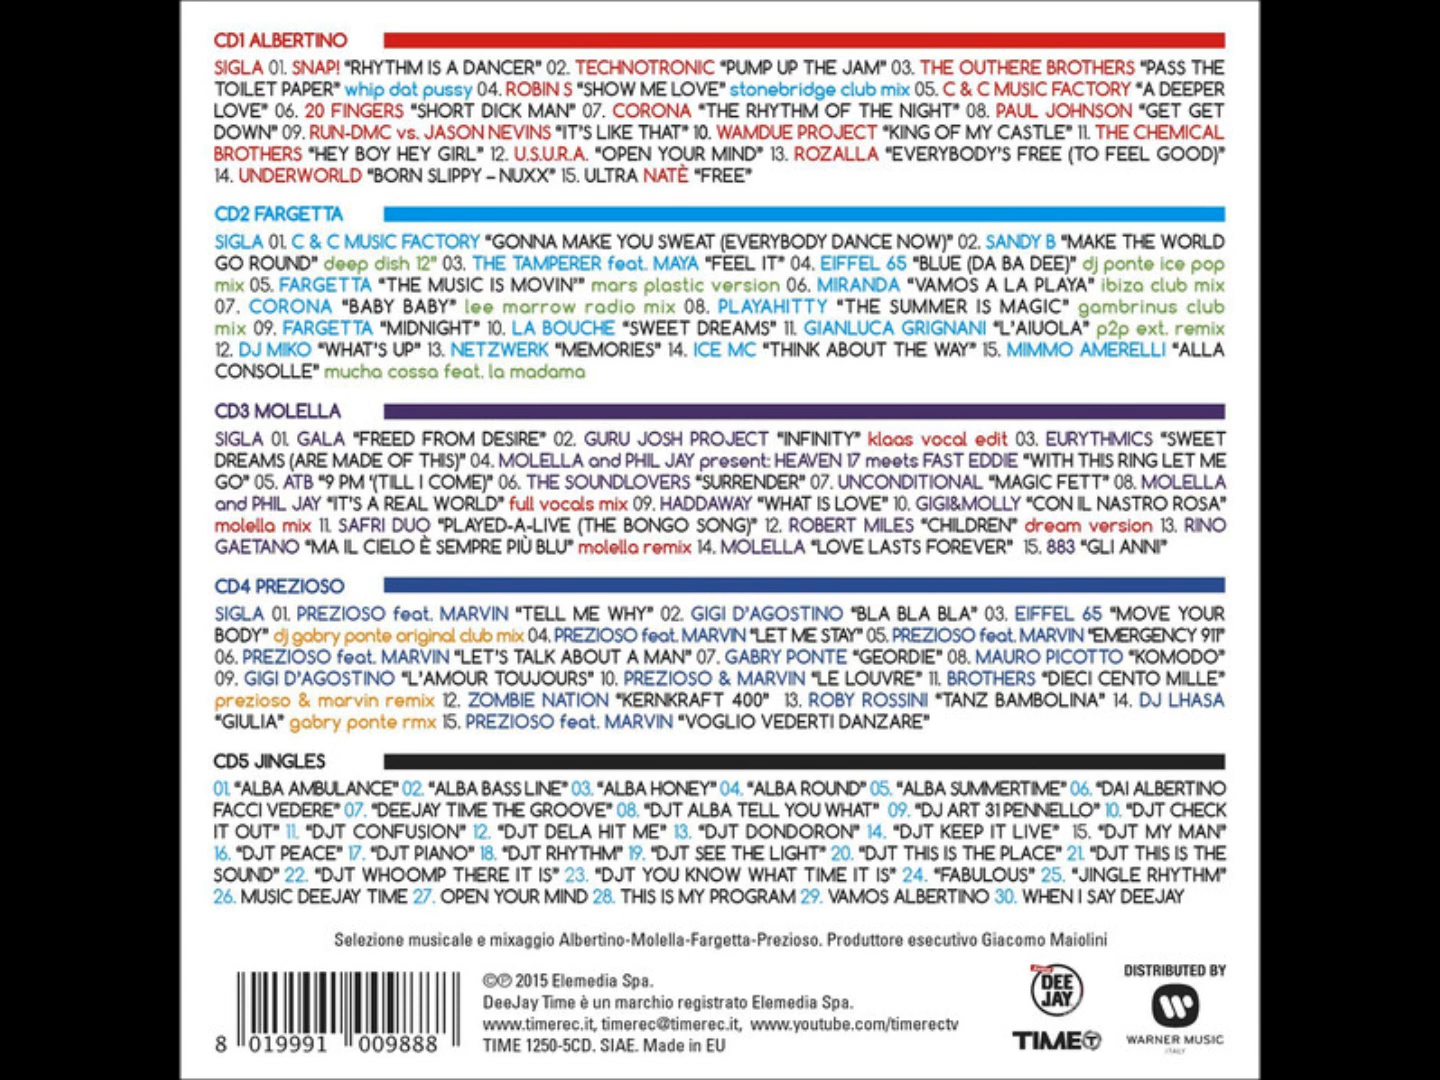 CD1 ALBERTINO
SIGLA 01. SNAP! "RHYTHM IS A DANCER" 02. TECHNOTRONIC "PUMP UP THE JAM" 03. THE OUTHERE BROTHERS "PASS THE
TOILET PAPER" whip dat pussy 04. ROBIN S "SHOW ME LOVE" stonebridge club mix 05. C & C MUSIC FACTORY "A DEEPER
LOVE" 06. 20 FINGERS "SHORT DICK MAN" 07. CORONA "THE RHYTHM OF THE NIGHT" 08. PAUL JOHNSON "GET GET
DOWN" 09. RUN-DMC vs. JASON NEVINS "IT'S LIKE THAT" 10. WAMDUE PROJECT "KING OF MY CASTLE" 11. THE CHEMICAL
BROTHERS "HEY BOY HEY GIRL" 12. U.S.U.R.A. "OPEN YOUR MIND" 13. ROZALLA "EVERYBODY'S FREE (TO FEEL GOOD)"
14. UNDERWORLD "BORN SLIPPY – NUXX" 15. ULTRA NATÈ "FREE"
CD2 FARGETTA
SIGLA 01. C & C MUSIC FACTORY "GONNA MAKE YOU SWEAT (EVERYBODY DANCE NOW)" 02. SANDY B "MAKE THE WORLD
GO ROUND" deep dish 12" 03. THE TAMPERER feat. MAYA "FEEL IT" 04. EIFFEL 65 "BLUE (DA BA DEE)" dj ponte ice pop
mix 05. FARGETTA "THE MUSIC IS MOVIN'" mars plastic version 06. MIRANDA "VAMOS A LA PLAYA" ibiza club mix
07. CORONA "BABY BABY" lee marrow radio mix 08. PLAYAHITTY "THE SUMMER IS MAGIC" gambrinus club
mix 09. FARGETTA "MIDNIGHT" 10. LA BOUCHE "SWEET DREAMS" 11. GIANLUCA GRIGNANI "L'AIUOLA" p2p ext. remix
12. DJ MIKO "WHAT'S UP" 13. NETZWERK "MEMORIES" 14. ICE MC "THINK ABOUT THE WAY" 15. MIMMO AMERELLI "ALLA
CONSOLLE" mucha cossa feat. la madama
CD3 MOLELLA
SIGLA 01. GALA "FREED FROM DESIRE" 02. GURU JOSH PROJECT "INFINITY" klaas vocal edit 03. EURYTHMICS "SWEET
DREAMS (ARE MADE OF THIS)" 04. MOLELLA and PHIL JAY present: HEAVEN 17 meets FAST EDDIE "WITH THIS RING LET ME
GO" 05. ATB "9 PM '(TILL I COME)" 06. THE SOUNDLOVERS "SURRENDER" 07. UNCONDITIONAL "MAGIC FETT" 08. MOLELLA
and PHIL JAY "IT'S A REAL WORLD" full vocals mix 09. HADDAWAY "WHAT IS LOVE" 10. GIGI&MOLLY "CON IL NASTRO ROSA"
molella mix 11. SAFRI DUO "PLAYED-A-LIVE (THE BONGO SONG)" 12. ROBERT MILES "CHILDREN" dream version 13. RINO
GAETANO "MA IL CIELO È SEMPRE PIÙ BLU" molella remix 14. MOLELLA "LOVE LASTS FOREVER" 15. 883 "GLI ANNI"
CD4 PREZIOSO
SIGLA 01. PREZIOSO feat. MARVIN "TELL ME WHY" 02. GIGI D'AGOSTINO "BLA BLA BLA" 03. EIFFEL 65 "MOVE YOUR
BODY" dj gabry ponte original club mix 04. PREZIOSO feat. MARVIN "LET ME STAY" 05. PREZIOSO feat. MARVIN "EMERGENCY 911"
06. PREZIOSO feat. MARVIN "LET'S TALK ABOUT A MAN" 07. GABRY PONTE "GEORDIE" 08. MAURO PICOTTO "KOMODO"
09. GIGI D'AGOSTINO "L'AMOUR TOUJOURS" 10. PREZIOSO & MARVIN "LE LOUVRE" 11. BROTHERS "DIECI CENTO MILLE"
prezioso & marvin remix 12. ZOMBIE NATION "KERNKRAFT 400" 13. ROBY ROSSINI "TANZ BAMBOLINA" 14. DJ LHASA
"GIULIA" gabry ponte rmx 15. PREZIOSO feat. MARVIN "VOGLIO VEDERTI DANZARE"
CD5 JINGLES
01. "ALBA AMBULANCE" 02. "ALBA BASS LINE" 03. "ALBA HONEY" 04. "ALBA ROUND" 05. "ALBA SUMMERTIME" 06. "DAI ALBERTINO
FACCI VEDERE" 07. "DEEJAY TIME THE GROOVE" 08. "DJT ALBA TELL YOU WHAT" 09. "DJ ART 31 PENNELLO" 10. "DJT CHECK
IT OUT" 11. "DJT CONFUSION" 12. "DJT DELA HIT ME" 13. "DJT DONDORON" 14. "DJT KEEP IT LIVE" 15. "DJT MY MAN"
16. "DJT PEACE" 17. "DJT PIANO" 18. "DJT RHYTHM" 19. "DJT SEE THE LIGHT" 20. "DJT THIS IS THE PLACE" 21. "DJT THIS IS THE
SOUND" 22. "DJT WHOOMP THERE IT IS" 23. "DJT YOU KNOW WHAT TIME IT IS" 24. "FABULOUS" 25. "JINGLE RHYTHM"
26. MUSIC DEEJAY TIME 27. OPEN YOUR MIND 28. THIS IS MY PROGRAM 29. VAMOS ALBERTINO 30. WHEN I SAY DEEJAY
Selezione musicale e mixaggio Albertino-Molella-Fargetta-Prezioso. Produttore esecutivo Giacomo Maiolini
©℗ 2015 Elemedia Spa.
DeeJay Time è un marchio registrato Elemedia Spa.
www.timerec.it, timerec@timerec.it, www.youtube.com/timerectv
TIME 1250-5CD. SIAE. Made in EU
8 019991 009888
DEE
JAY
TIME
DISTRIBUTED BY
WARNER MUSIC
ITALY